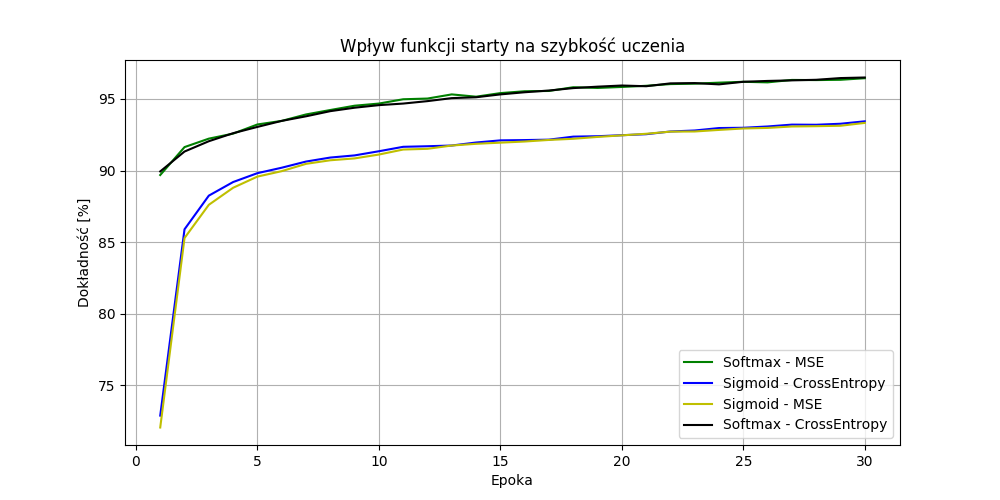 Wpływ funkcji starty na szybkość uczenia
Dokładność [%]
95
90
85
80
75
0 5 10 15 20 25 30
Epoka
Softmax - MSE
Sigmoid - CrossEntropy
Sigmoid - MSE
Softmax - CrossEntropy